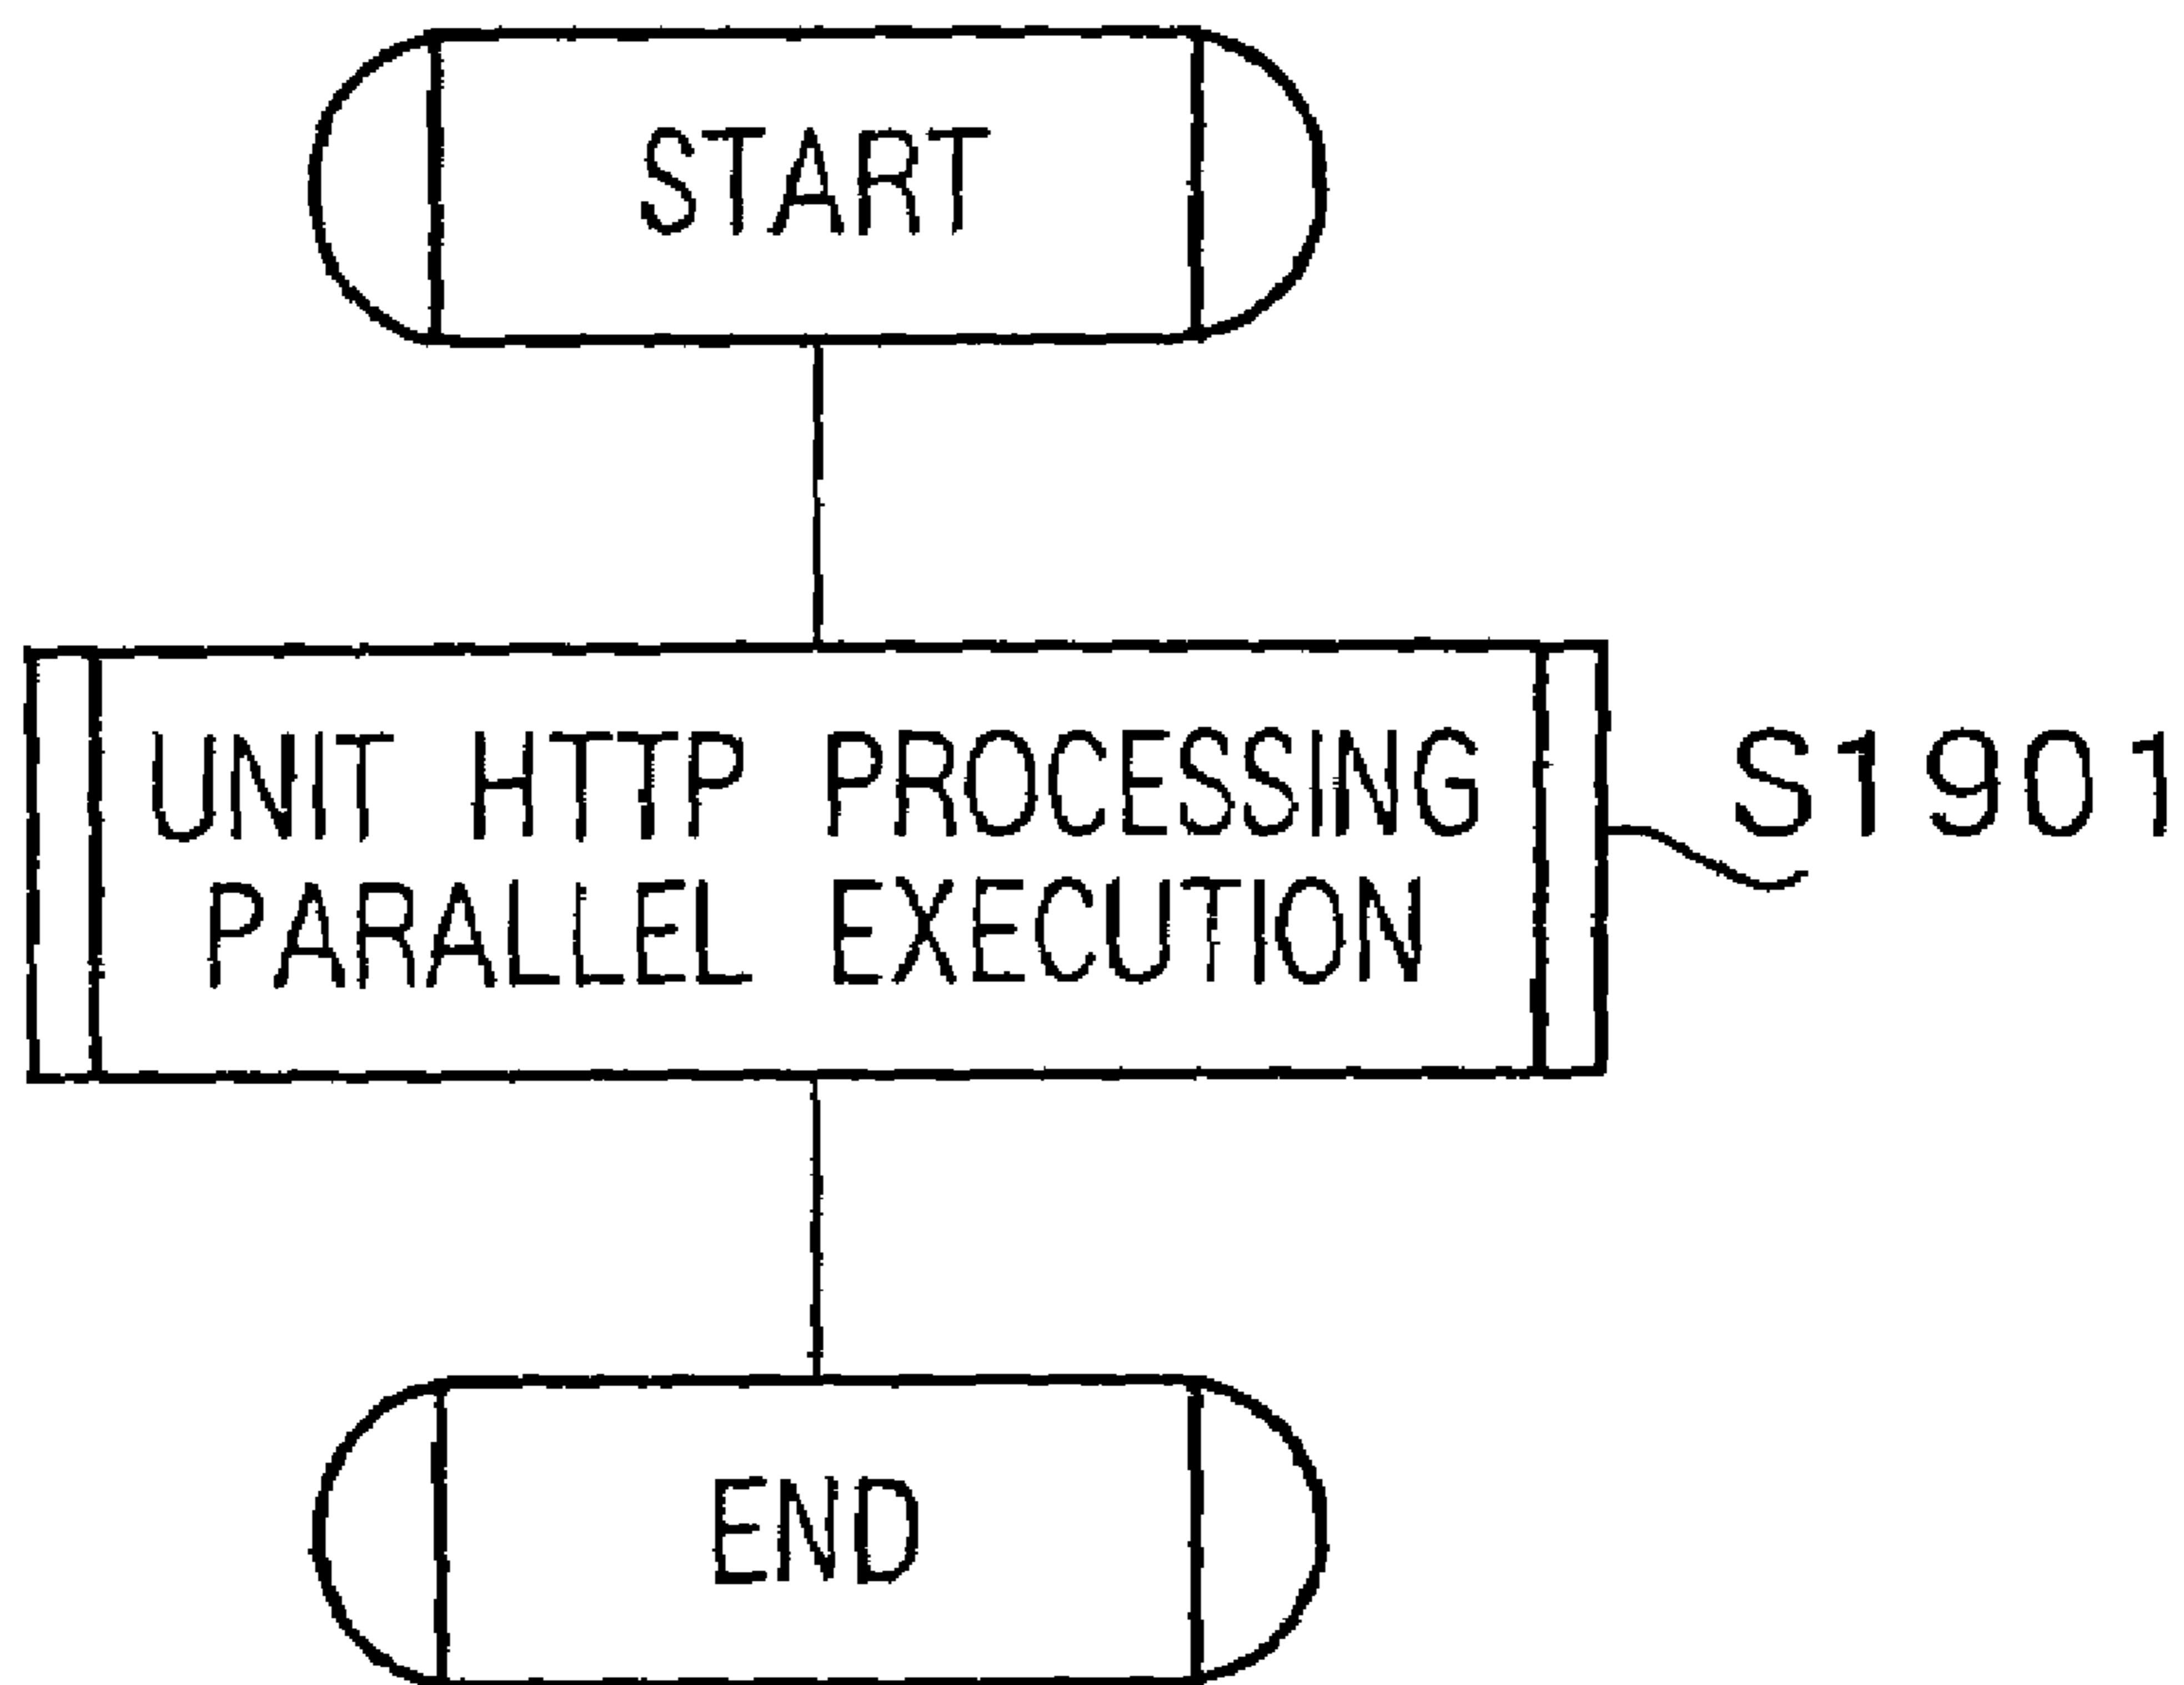 START
UNIT HTTP PROCESSING
PARALLEL EXECUTION
S1901
END